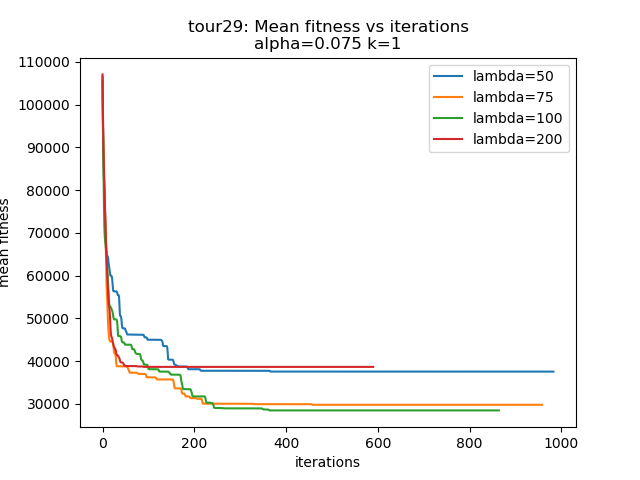 tour29: Mean fitness vs iterations
alpha=0.075 k=1
110000
100000
90000
80000
70000
60000
50000
40000
30000
mean fitness
lambda=50
lambda=75
lambda=100
lambda=200
0
200
400
600
800
1000
iterations